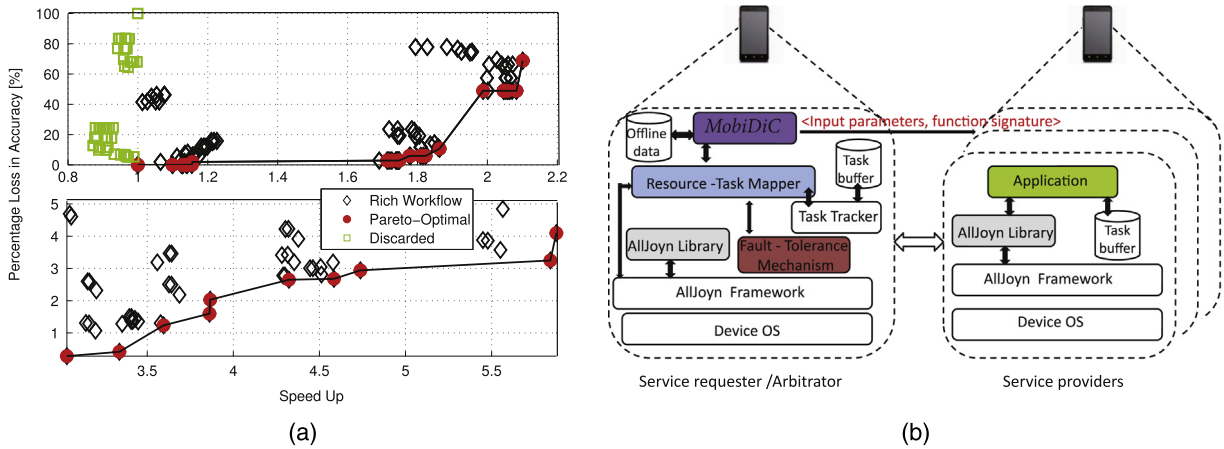 Percentage Loss in Accuracy [%]
100
80
60
40
20
0
0.8
1
1.2
1.4
1.6
1.8
2
2.2
Rich Workflow
Pareto-Optimal
Discarded
5
4
3
2
1
3.5
4
4.5
5
5.5
Speed Up
(a)
Offline
data
MobiDiC
<Input parameters, function signature>
Resource -Task Mapper
Task
buffer
Task Tracker
AllJoyn Library
Fault - Tolerance
Mechanism
AllJoyn Framework
Device OS
Service requester /Arbitrator
Application
AllJoyn Library
Task
buffer
AllJoyn Framework
Device OS
Service providers
(b)